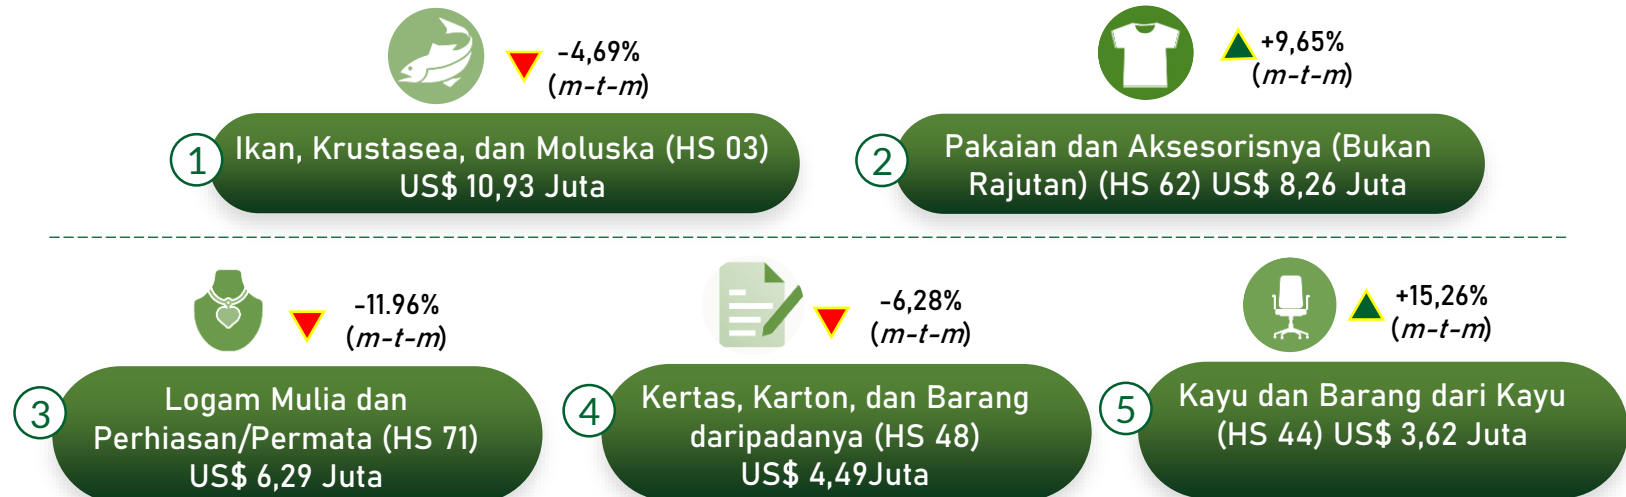 -4,69%
(m-t-m)
1
Ikan, Krustasea, dan Moluska (HS 03)
US$ 10,93 Juta
+9,65%
(m-t-m)
2
Pakaian dan Aksesorisnya (Bukan
Rajutan) (HS 62) US$ 8,26 Juta
-11.96%
(m-t-m)
3
Logam Mulia dan
Perhiasan/Permata (HS 71)
US$ 6,29 Juta
-6,28%
(m-t-m)
4
Kertas, Karton, dan Barang
daripadanya (HS 48)
US$ 4,49Juta
+15,26%
(m-t-m)
5
Kayu dan Barang dari Kayu
(HS 44) US$ 3,62 Juta